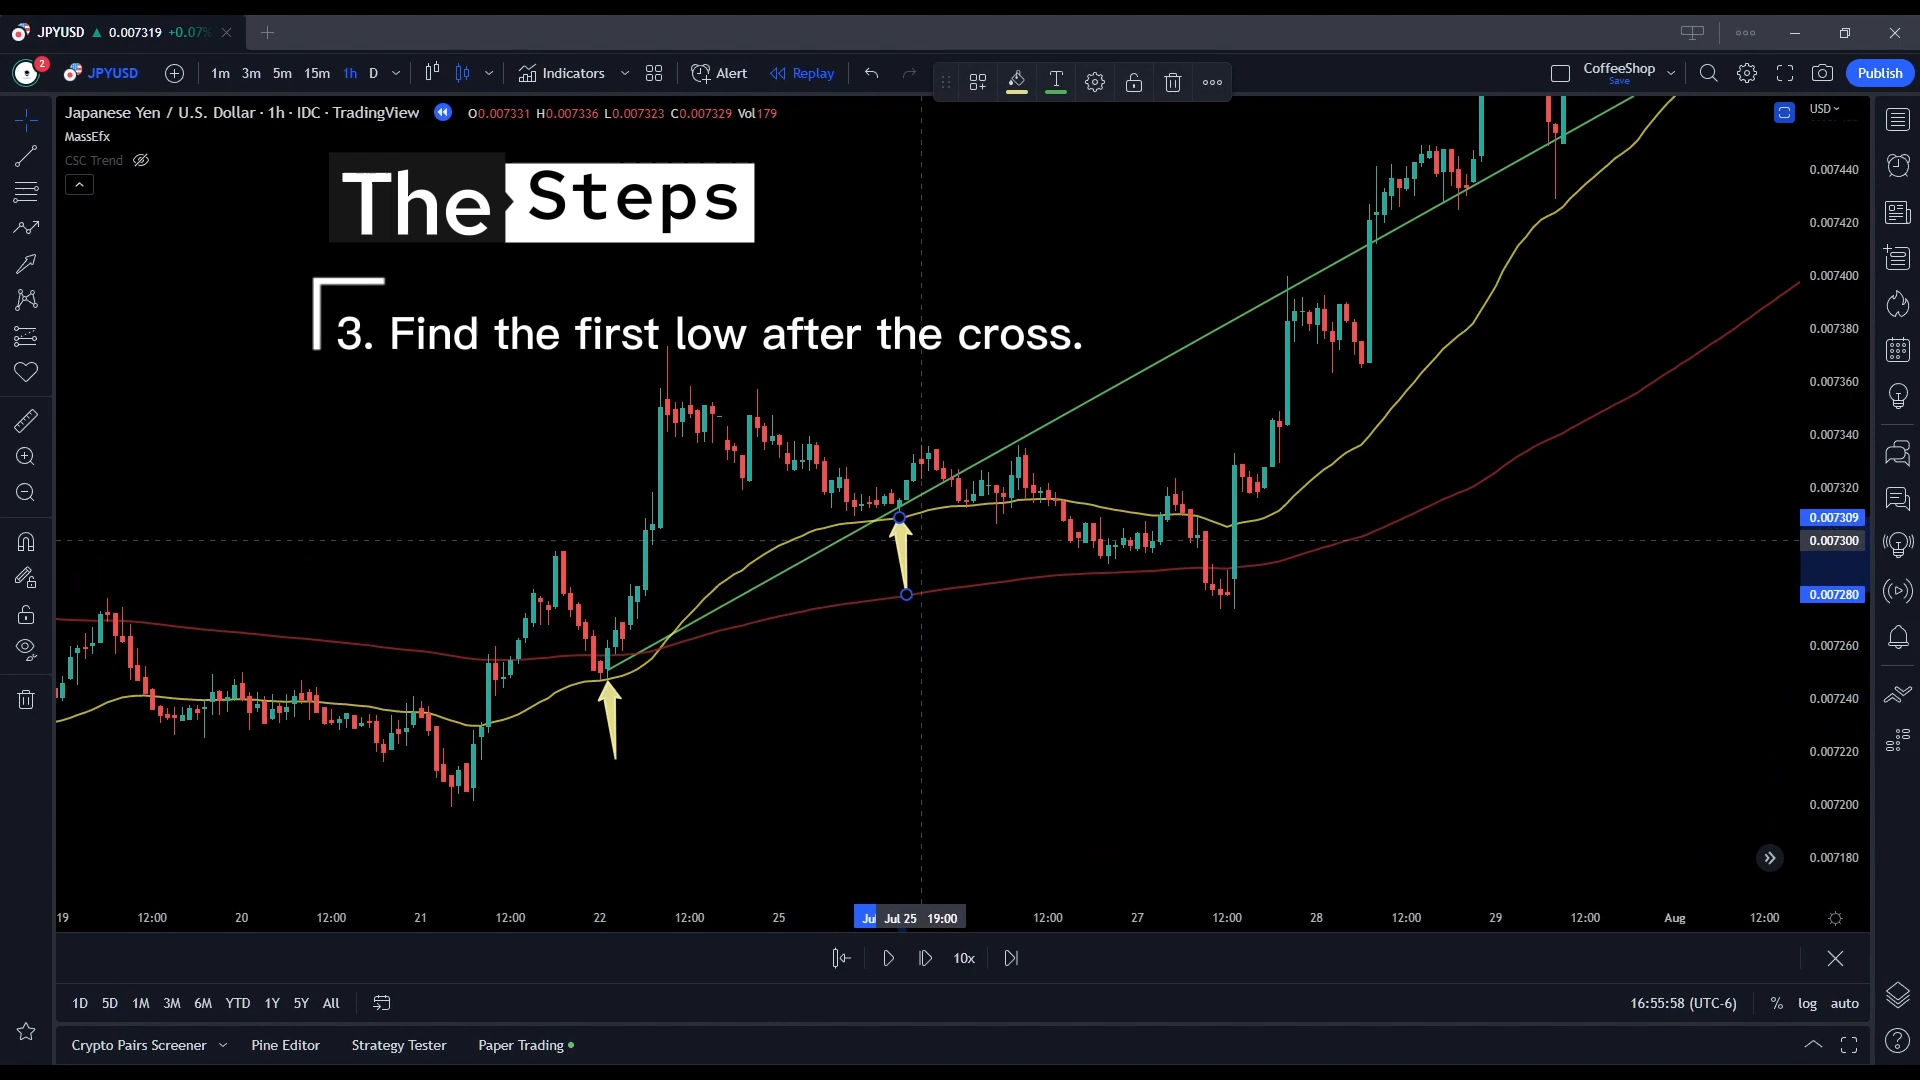 JPYUSD ▲ 0.007319 +0.07%
2 JPYUSD 1m 3m 5m 15m 1h D Indicators Alert Replay CoffeeShop Save Publish
Japanese Yen / U.S. Dollar · 1h · IDC · TradingView O0.007331 H0.007336 L0.007323 C0.007329 Vol179 USD
MassEfx
CSC Trend
The Steps
3. Find the first low after the cross.
0.007440
0.007420
0.007400
0.007380
0.007360
0.007340
0.007320
0.007309
0.007300
0.007280
0.007260
0.007240
0.007220
0.007200
0.007180
19 12:00 20 12:00 21 12:00 22 12:00 25 Jul Jul 25 19:00 12:00 27 12:00 28 12:00 29 12:00 Aug 12:00
10x
1D 5D 1M 3M 6M YTD 1Y 5Y All 16:55:58 (UTC-6) % log auto
Crypto Pairs Screener Pine Editor Strategy Tester Paper Trading